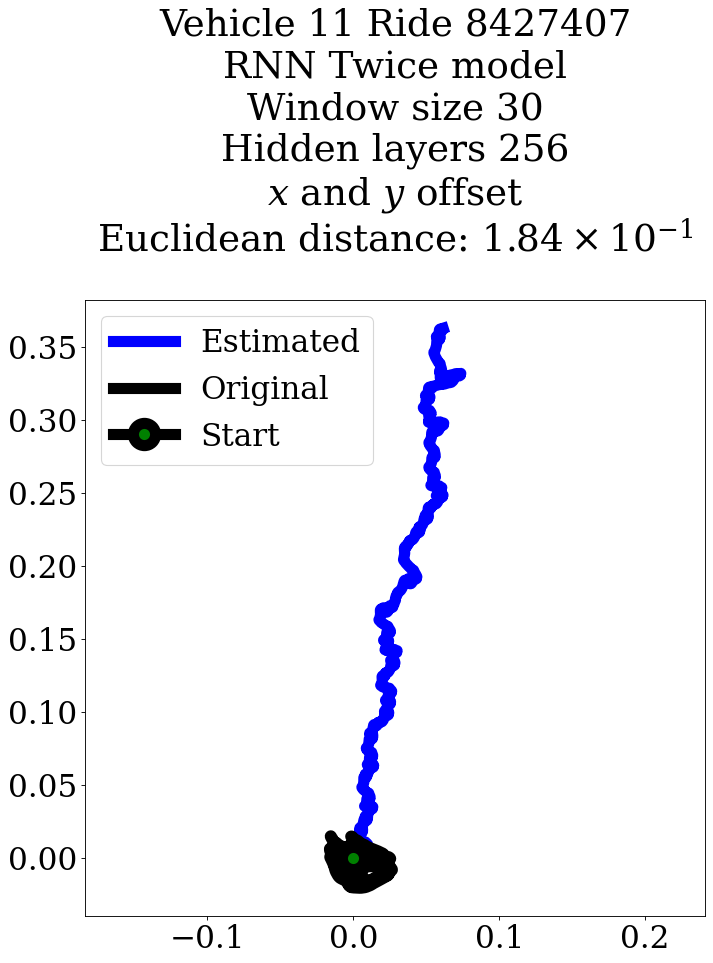 Vehicle 11 Ride 8427407
RNN Twice model
Window size 30
Hidden layers 256
x and y offset
Euclidean distance: 1.84 × 10⁻¹
Estimated
Original
Start
0.35
0.30
0.25
0.20
0.15
0.10
0.05
0.00
−0.1 0.0 0.1 0.2